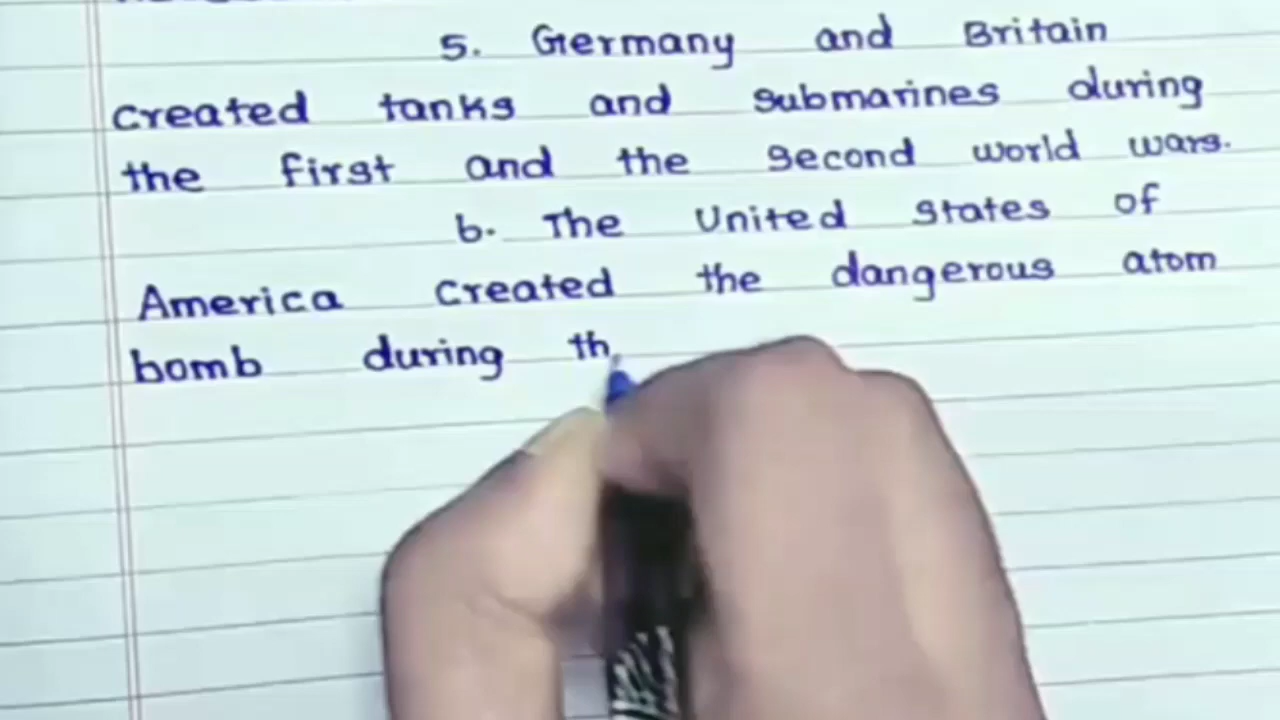 5. Germany and Britain
created tanks and submarines during
the first and the second world wars.
6. The United States of
America created the dangerous atom
bomb during th